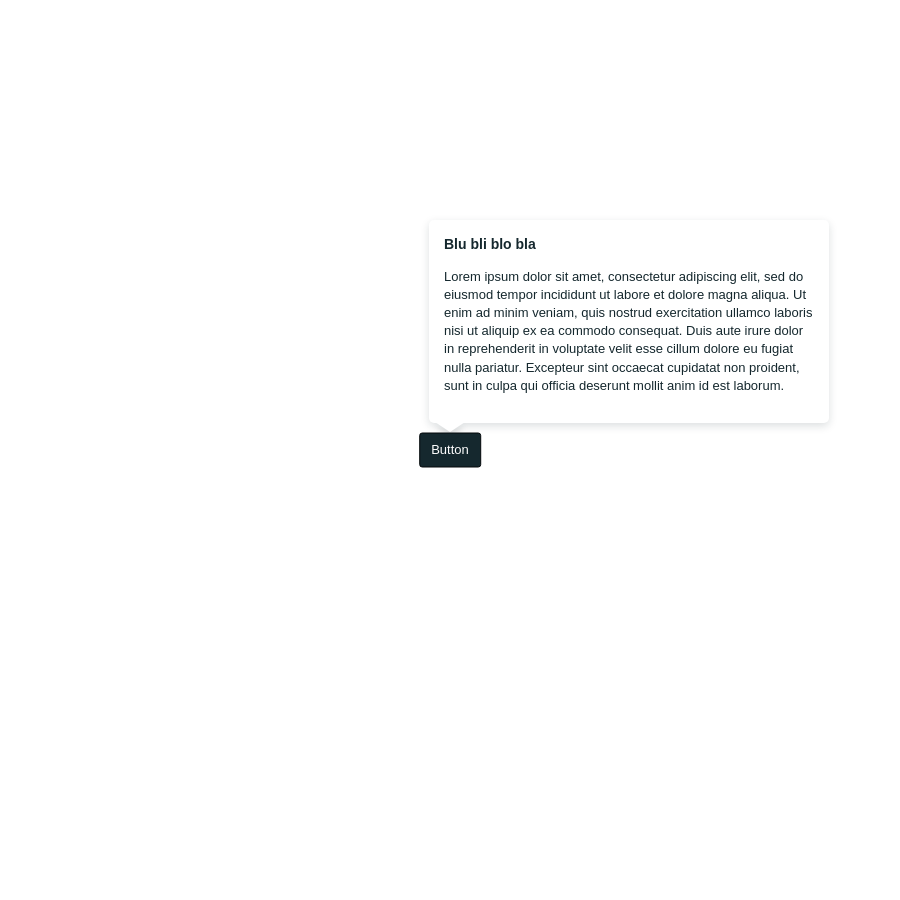 Blu bli blo bla
Lorem ipsum dolor sit amet, consectetur adipiscing elit, sed do
eiusmod tempor incididunt ut labore et dolore magna aliqua. Ut
enim ad minim veniam, quis nostrud exercitation ullamco laboris
nisi ut aliquip ex ea commodo consequat. Duis aute irure dolor
in reprehenderit in voluptate velit esse cillum dolore eu fugiat
nulla pariatur. Excepteur sint occaecat cupidatat non proident,
sunt in culpa qui officia deserunt mollit anim id est laborum.
Button